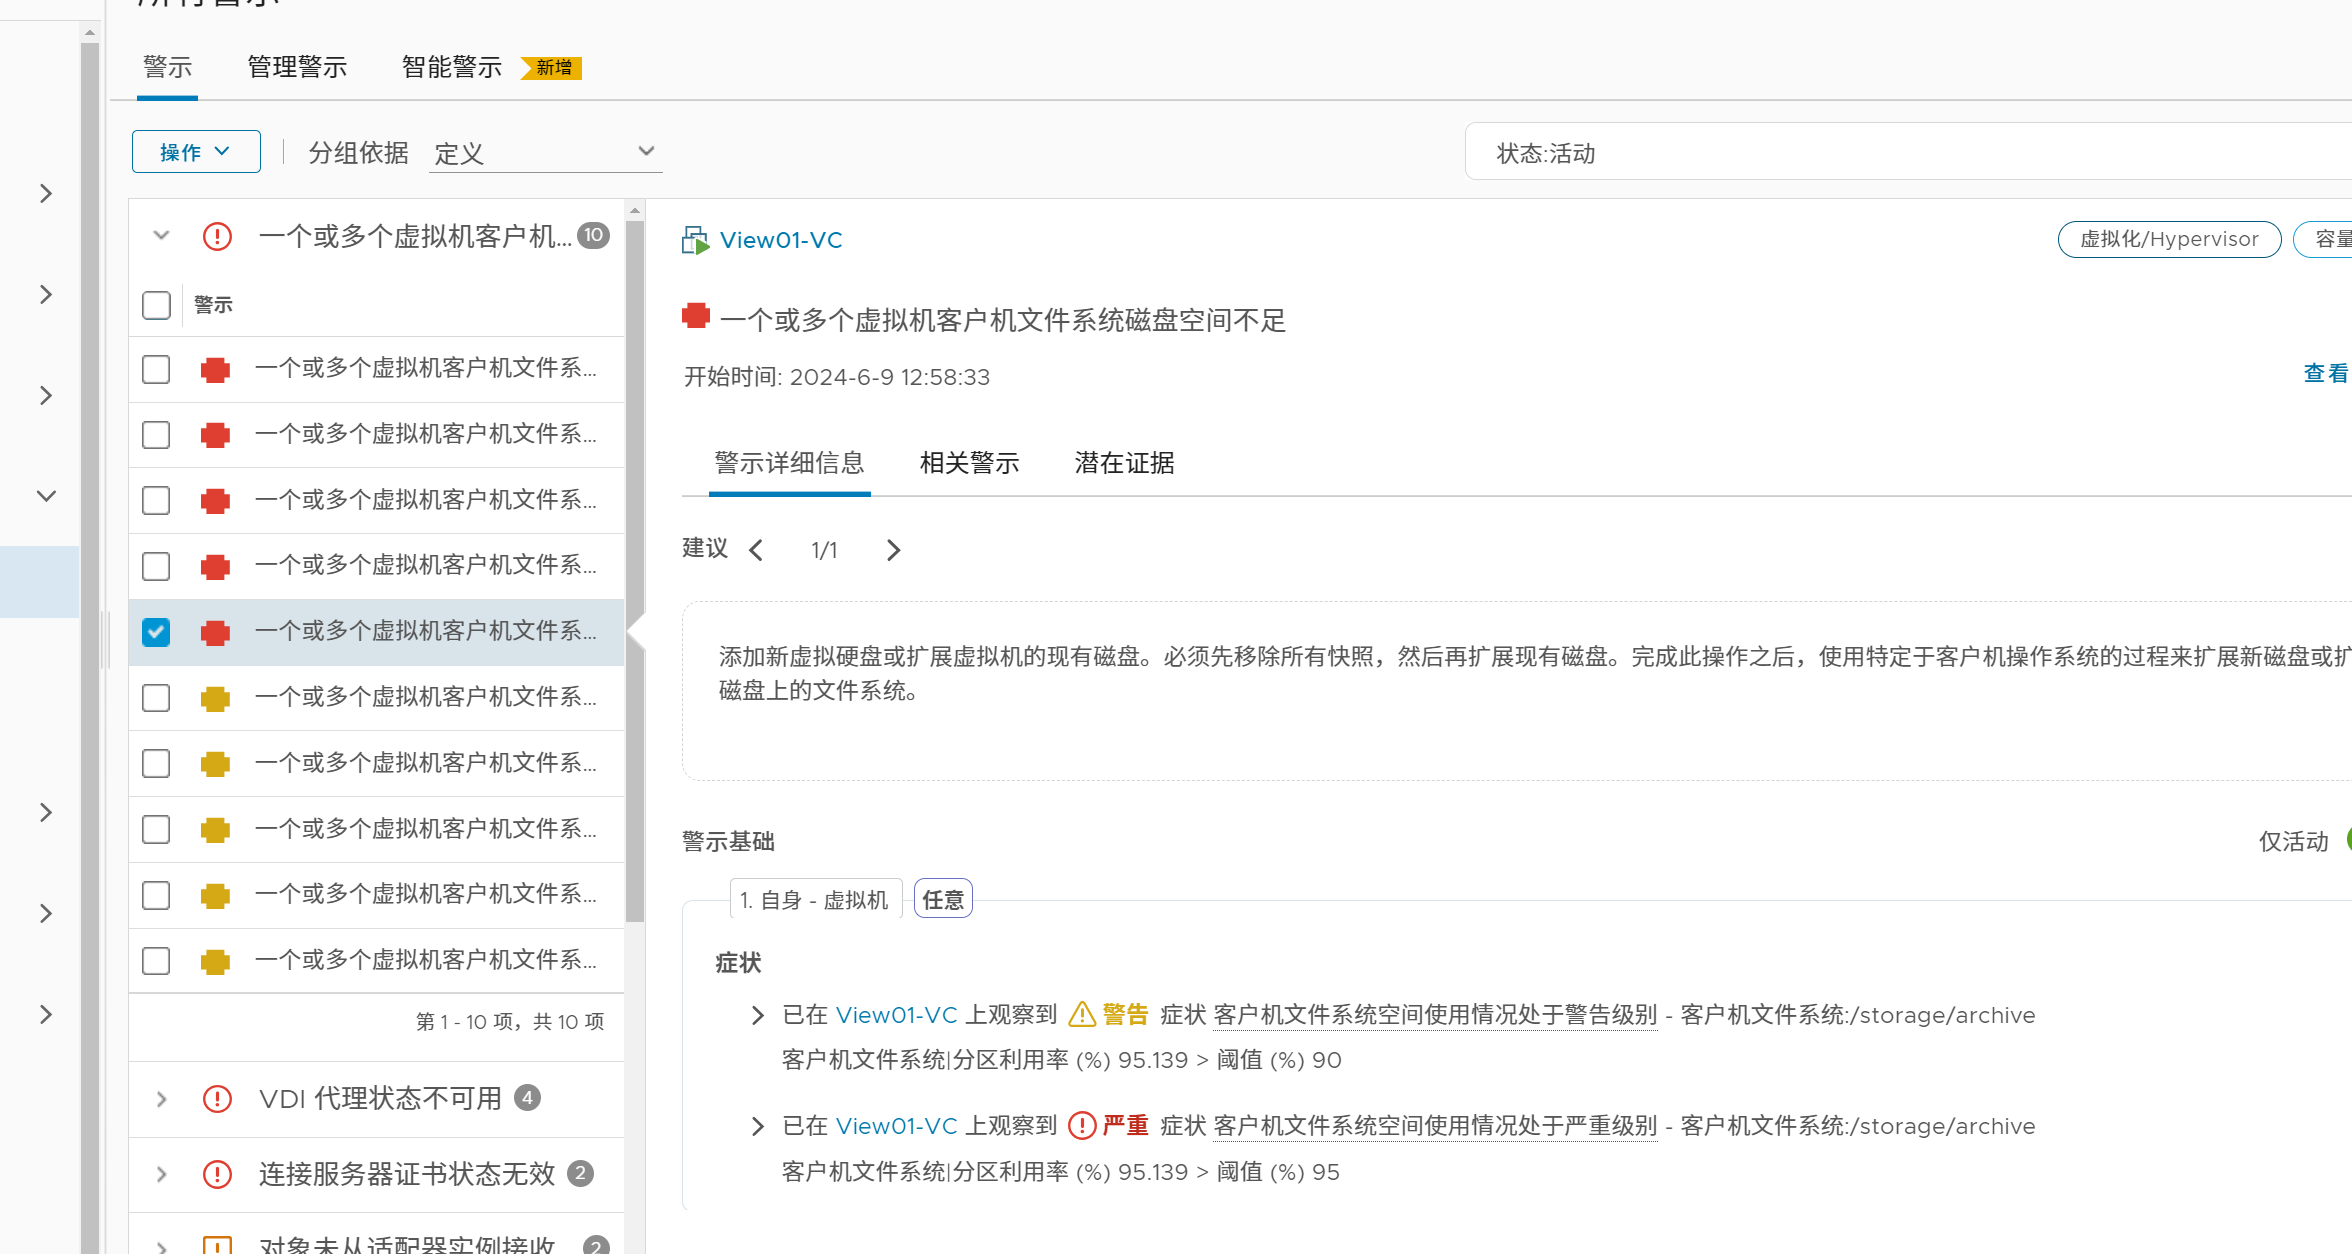 警示
管理警示
智能警示
新增
操作
分组依据
定义
状态:活动
一个或多个虚拟机客户机...
10
警示
一个或多个虚拟机客户机文件系...
一个或多个虚拟机客户机文件系...
一个或多个虚拟机客户机文件系...
一个或多个虚拟机客户机文件系...
一个或多个虚拟机客户机文件系...
一个或多个虚拟机客户机文件系...
一个或多个虚拟机客户机文件系...
一个或多个虚拟机客户机文件系...
一个或多个虚拟机客户机文件系...
一个或多个虚拟机客户机文件系...
第 1 - 10 项，共 10 项
VDI 代理状态不可用 4
连接服务器证书状态无效 2
对象未从适配器实例接收 2
View01-VC
虚拟化/Hypervisor
容量
一个或多个虚拟机客户机文件系统磁盘空间不足
开始时间: 2024-6-9 12:58:33
查看
警示详细信息
相关警示
潜在证据
建议
1/1
添加新虚拟硬盘或扩展虚拟机的现有磁盘。必须先移除所有快照，然后再扩展现有磁盘。完成此操作之后，使用特定于客户机操作系统的过程来扩展新磁盘或扩
磁盘上的文件系统。
警示基础
仅活动
1. 自身 - 虚拟机
任意
症状
已在 View01-VC 上观察到 警告 症状 客户机文件系统空间使用情况处于警告级别 - 客户机文件系统:/storage/archive
客户机文件系统|分区利用率 (%) 95.139 > 阈值 (%) 90
已在 View01-VC 上观察到 严重 症状 客户机文件系统空间使用情况处于严重级别 - 客户机文件系统:/storage/archive
客户机文件系统|分区利用率 (%) 95.139 > 阈值 (%) 95